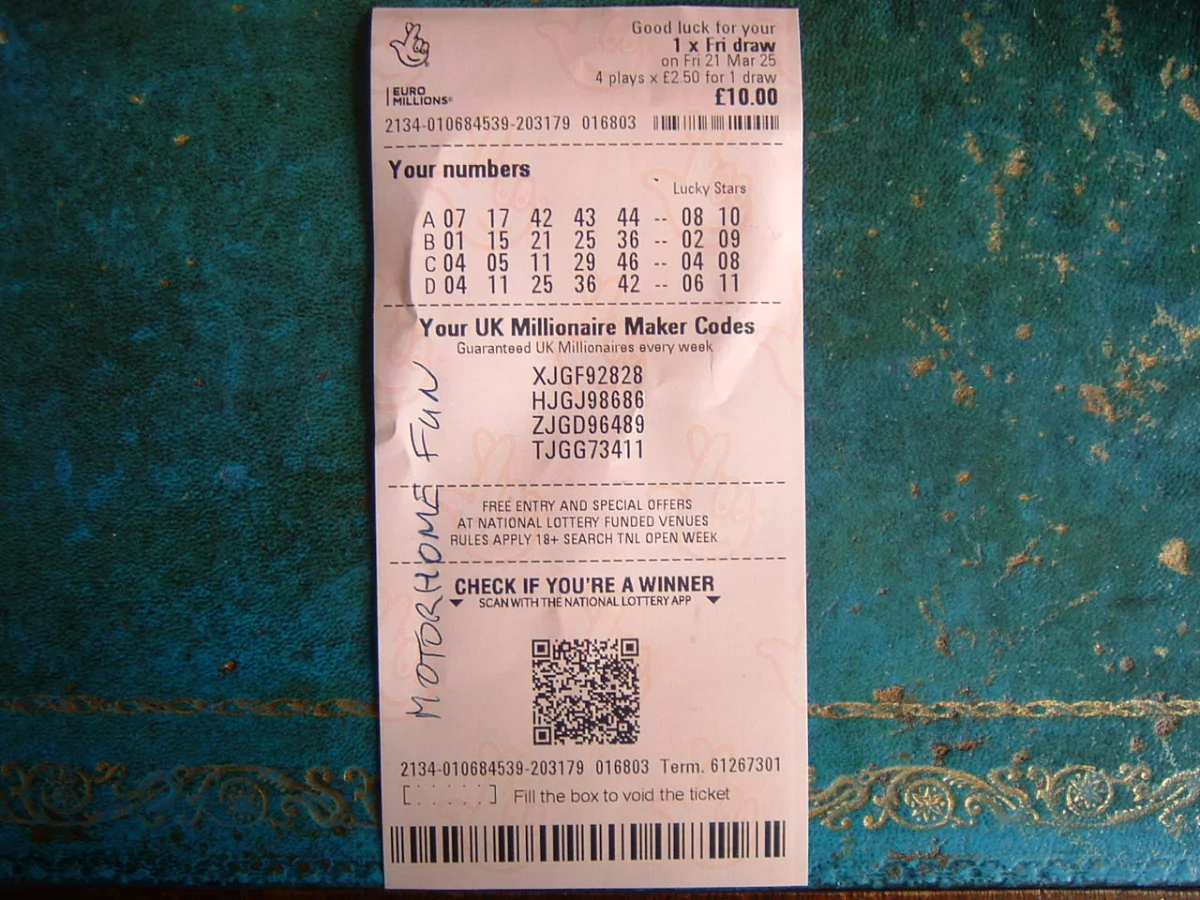 Good luck for your
1 x Fri draw
on Fri 21 Mar 25
4 plays x £2.50 for 1 draw
£10.00
EURO
MILLIONS®
2134-010684539-203179 016803
Your numbers
Lucky Stars
A 07 17 42 43 44 -- 08 10
B 01 15 21 25 36 -- 02 09
C 04 05 11 29 46 -- 04 08
D 04 11 25 36 42 -- 06 11
Your UK Millionaire Maker Codes
Guaranteed UK Millionaires every week
XJGF92828
HJGJ98686
ZJGD96489
TJGG73411
MOTORHOME FUN
FREE ENTRY AND SPECIAL OFFERS
AT NATIONAL LOTTERY FUNDED VENUES
RULES APPLY 18+ SEARCH TNL OPEN WEEK
CHECK IF YOU'RE A WINNER
SCAN WITH THE NATIONAL LOTTERY APP
2134-010684539-203179 016803 Term. 61267301
Fill the box to void the ticket